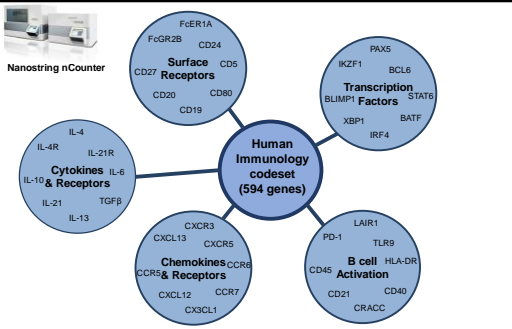 Nanostring nCounter
FcER1A
FcGR2B
CD24
Surface
Receptors
CD27
CD5
CD20
CD80
CD19
PAX5
IKZF1
BCL6
Transcription
Factors
BLIMP1
STAT6
XBP1
BATF
IRF4
Human
Immunology
codeset
(594 genes)
IL-4
IL-4R
IL-21R
Cytokines
& Receptors
IL-10
IL-6
IL-21
TGFβ
IL-13
CXCR3
CXCL13
CXCR5
Chemokines
& Receptors
CCR5
CCR6
CXCL12
CCR7
CX3CL1
LAIR1
PD-1
TLR9
B cell
Activation
HLA-DR
CD45
CD21
CD40
CRACC